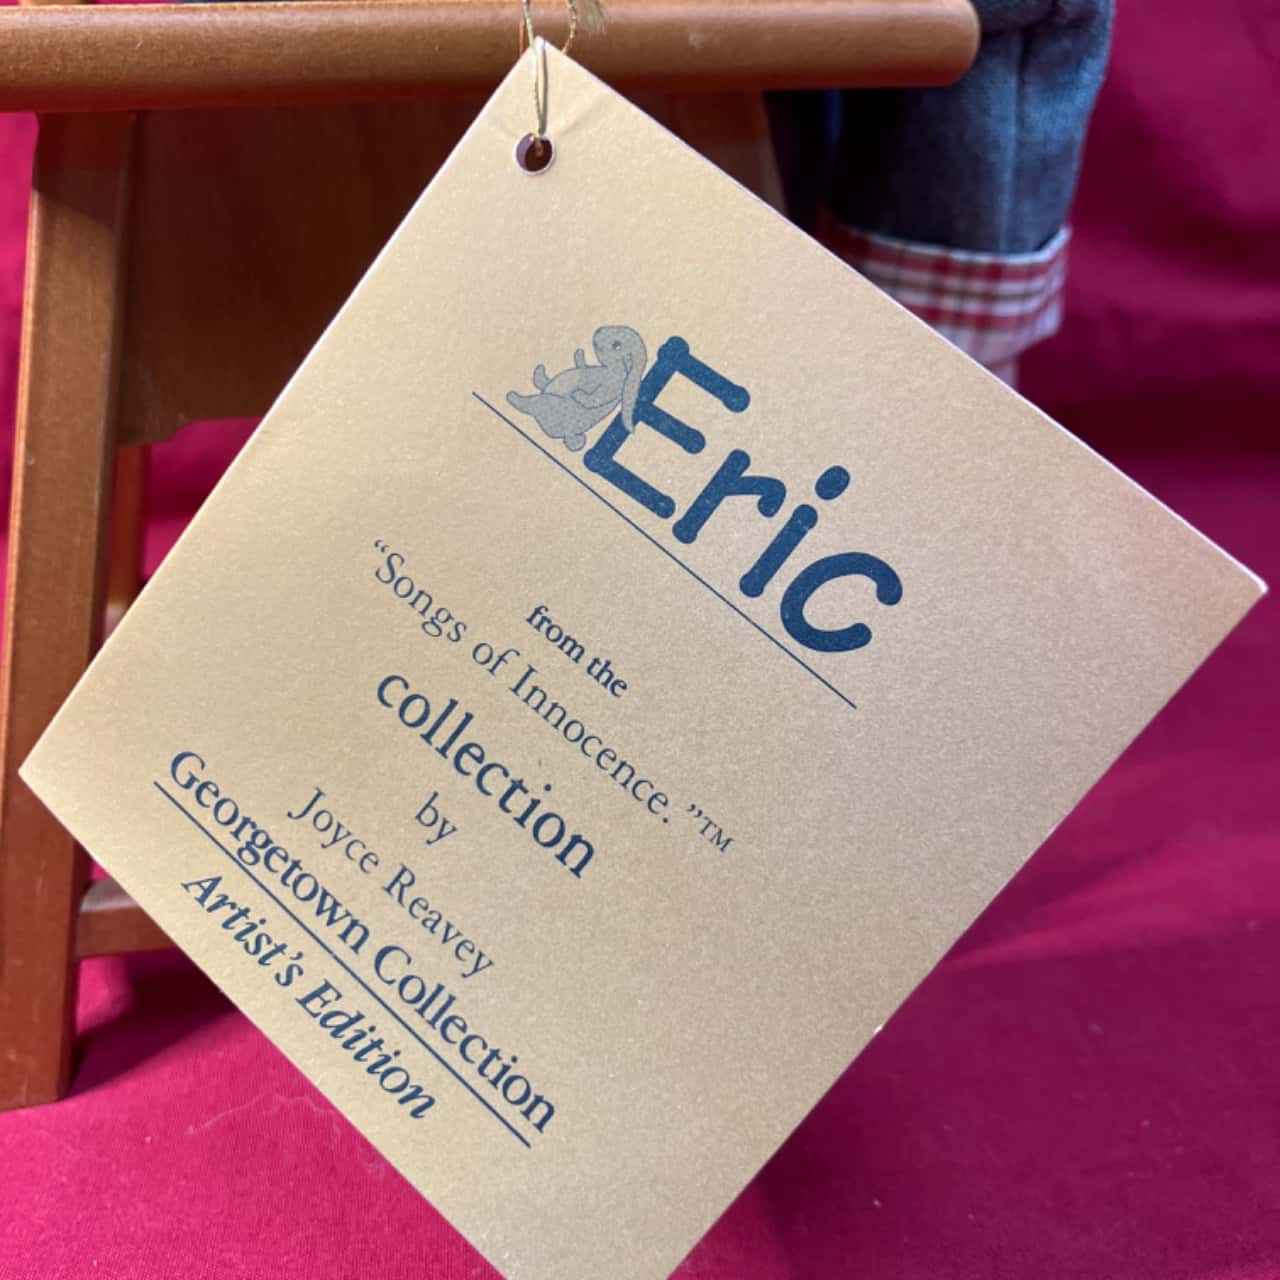 Eric
from the
“Songs of Innocence.”™
collection
by
Joyce Reavey
Georgetown Collection
Artist's Edition